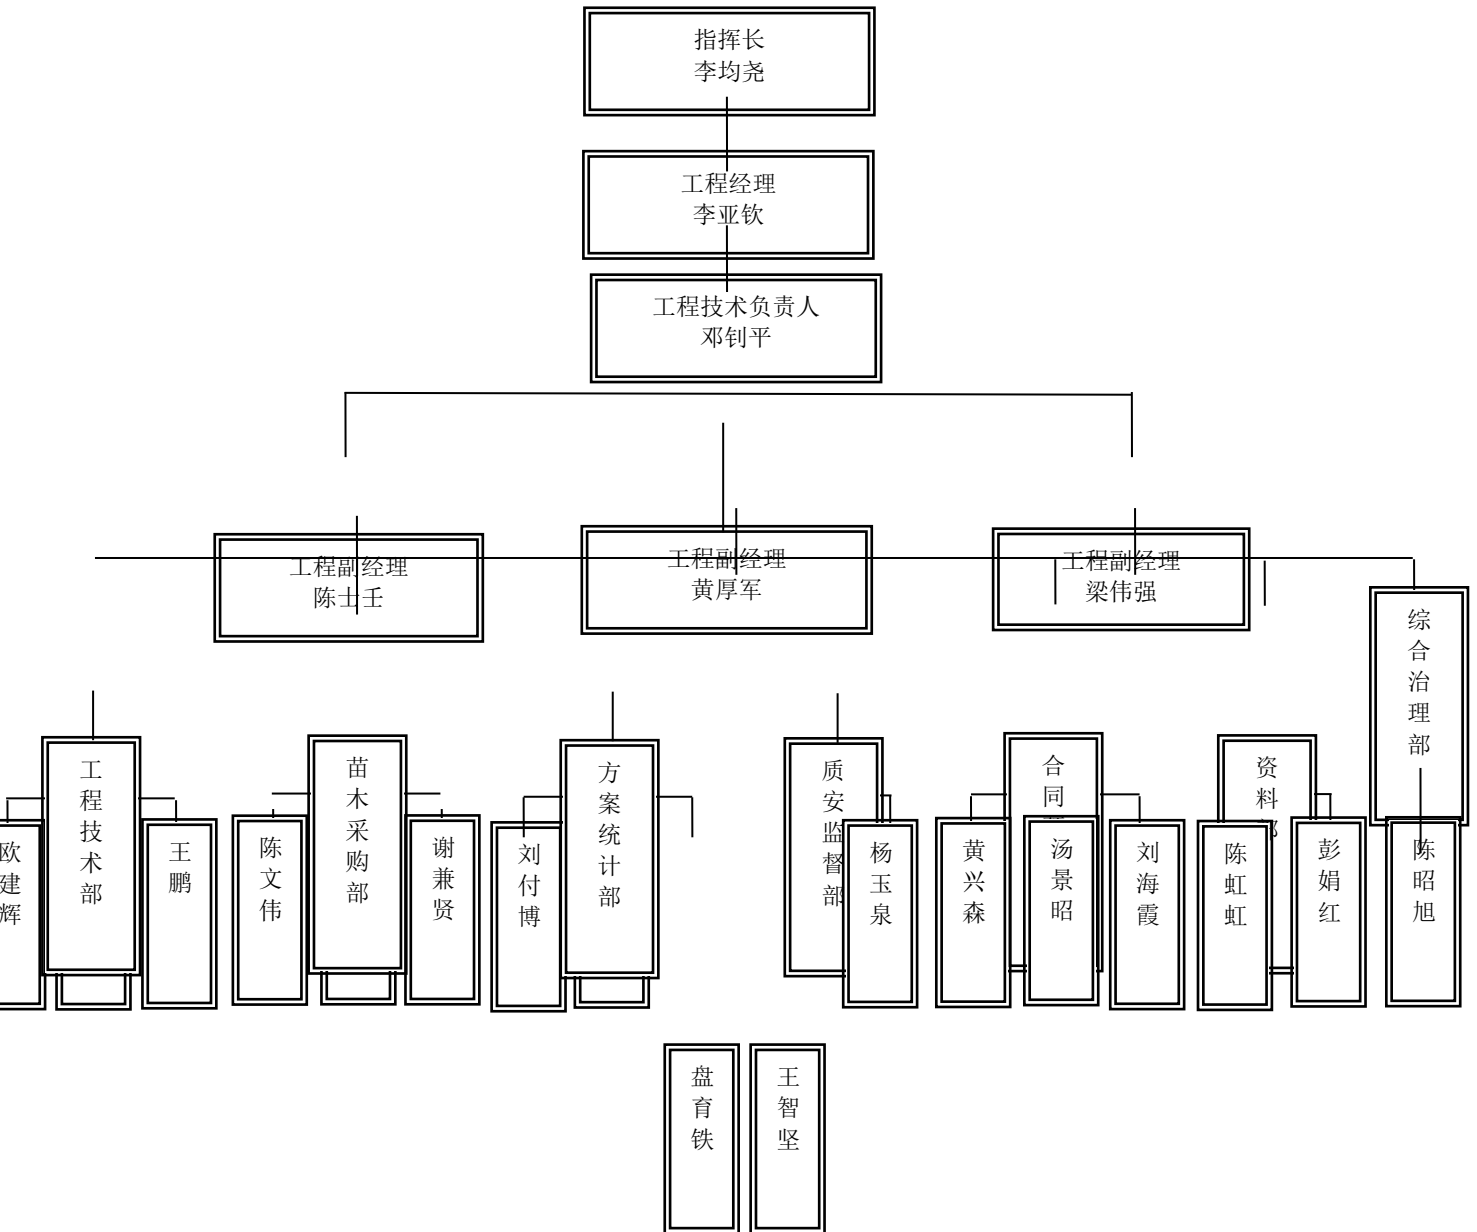 指挥长
李均尧
工程经理
李亚钦
工程技术负责人
邓钊平
工程副经理
陈士壬
工程副经理
黄厚军
工程副经理
梁伟强
综合治理部
工程技术部
苗木采购部
方案统计部
质安监督部
合同
资料部
欧建辉
王鹏
陈文伟
谢兼贤
刘付博
杨玉泉
黄兴森
汤景昭
刘海霞
陈虹虹
彭娟红
陈昭旭
盘育铁
王智坚